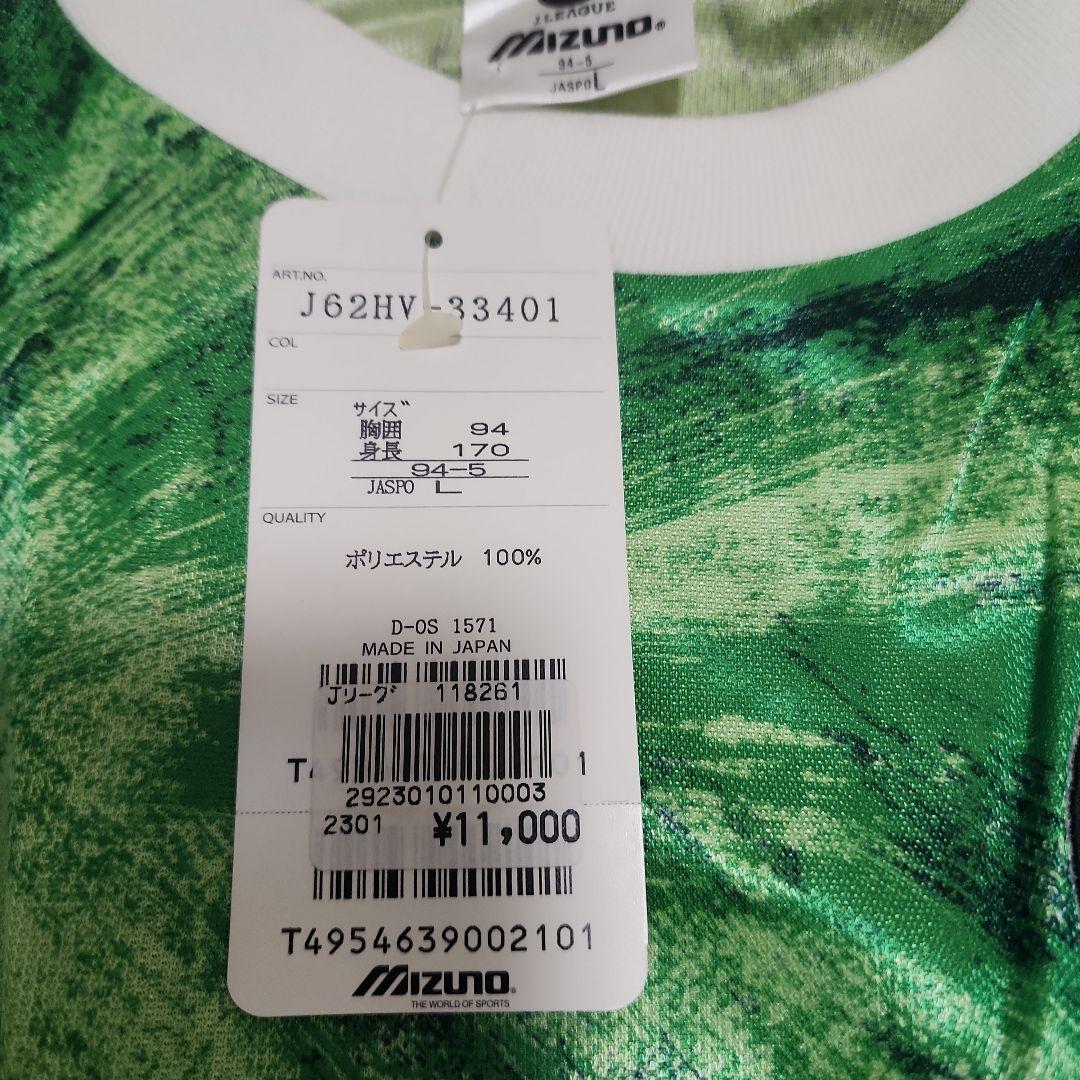 J.LEAGUE
MIZUNO®
94-5
JASPO L
ART.NO.
J62HV-33401
COL
SIZE
サイズ
胸囲 94
身長 170
94-5
JASPO L
QUALITY
ポリエステル 100%
D-OS 1571
MADE IN JAPAN
Jリーグ 118261
T49 1
2923010110003
2301 ¥11,000
T4954639002101
MIZUNO®
THE WORLD OF SPORTS